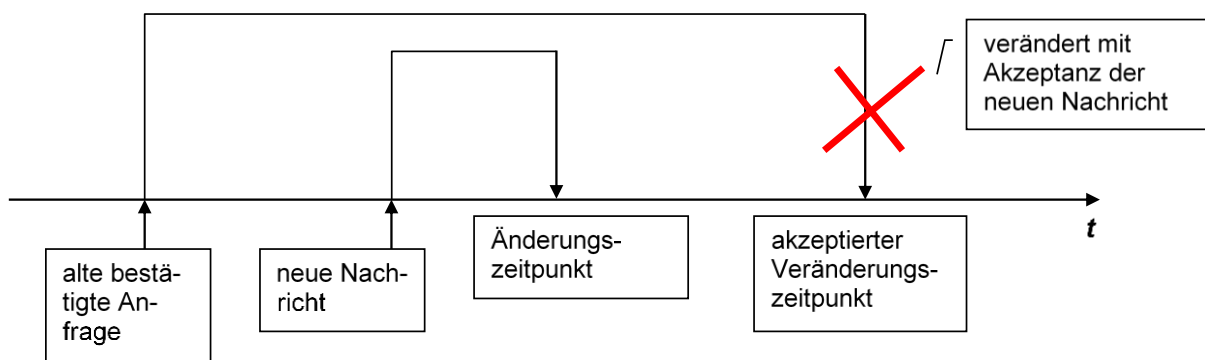 verändert mit
Akzeptanz der
neuen Nachricht
t
alte bestä-
tigte An-
frage
neue Nach-
richt
Änderungs-
zeitpunkt
akzeptierter
Veränderungs-
zeitpunkt